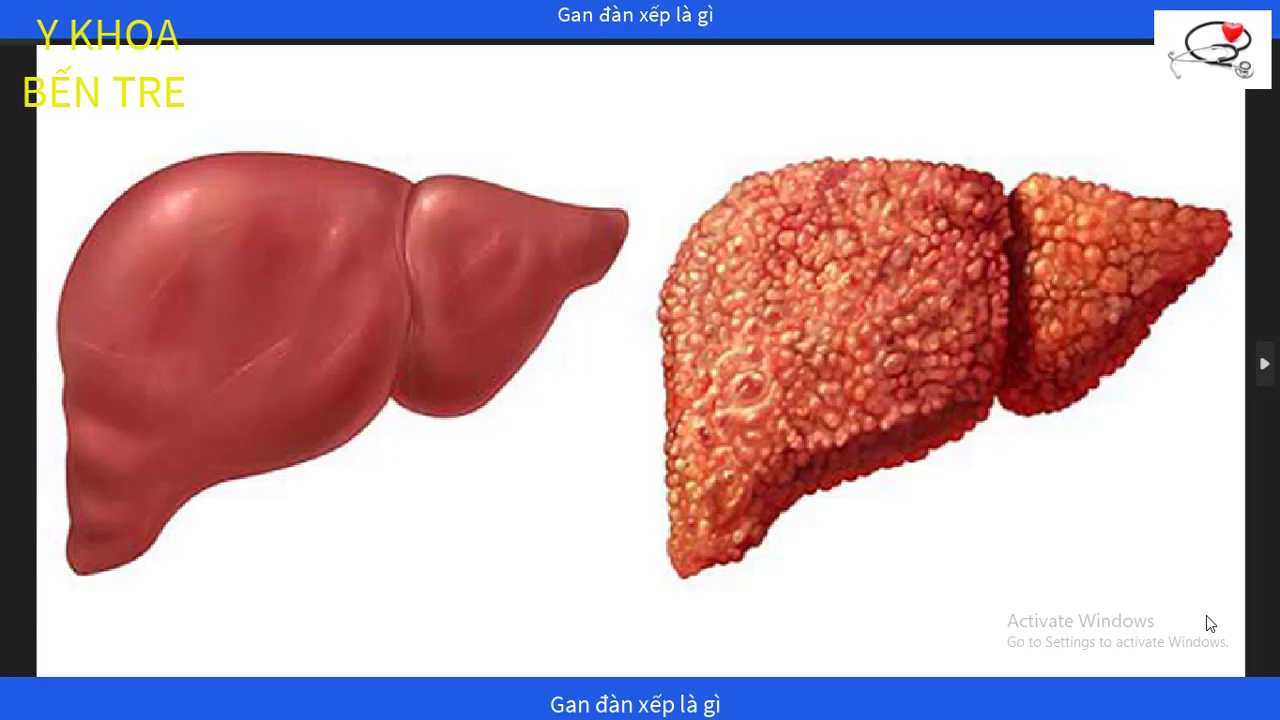 Gan đàn xếp là gì
Y KHOA
BẾN TRE
Activate Windows
Go to Settings to activate Windows.
Gan đàn xếp là gì